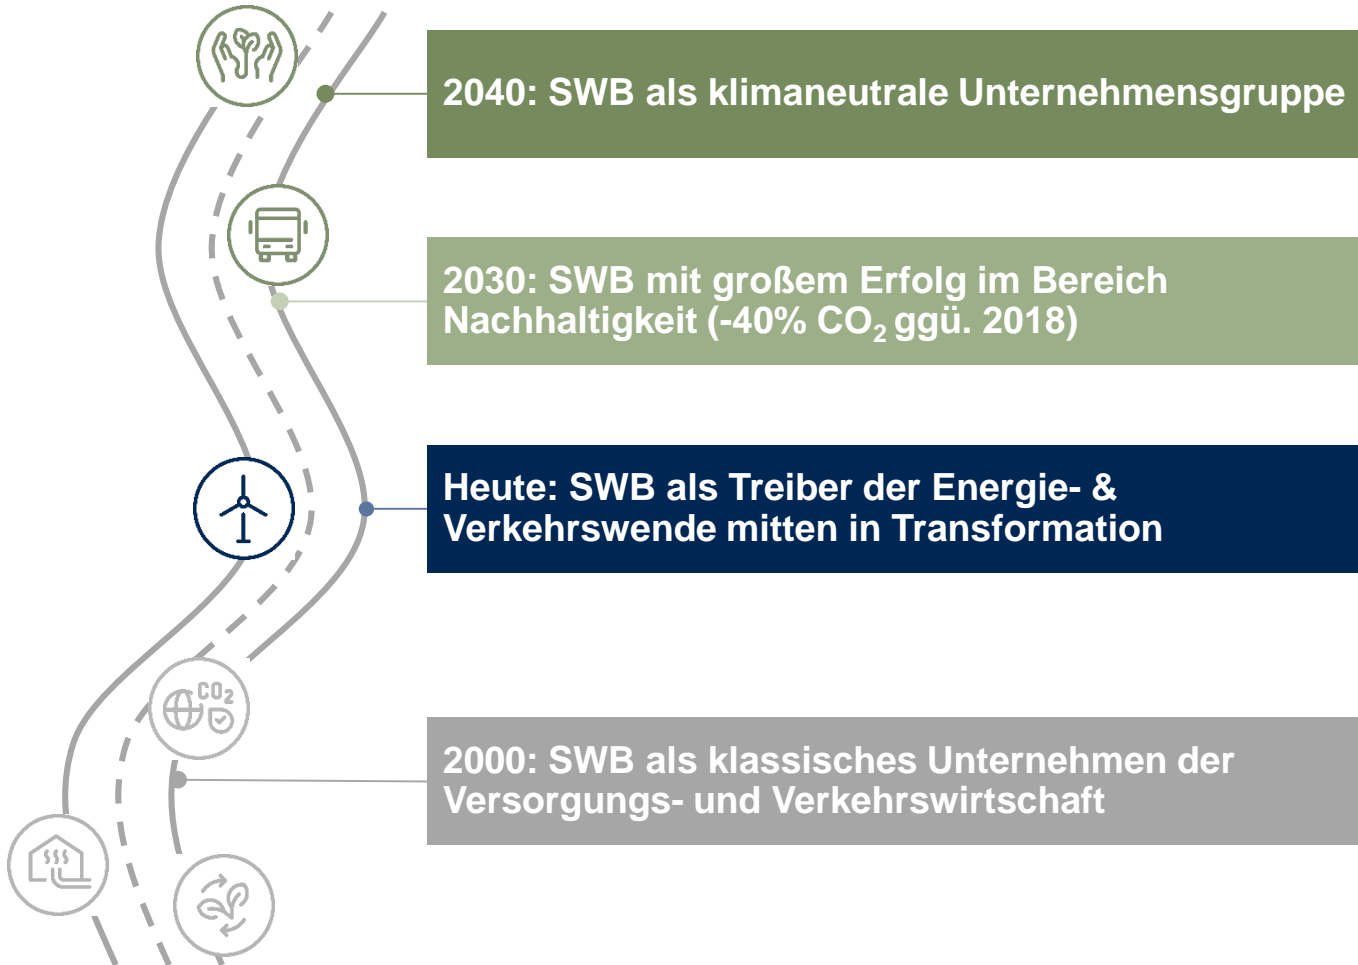 2040: SWB als klimaneutrale Unternehmensgruppe
2030: SWB mit großem Erfolg im Bereich
Nachhaltigkeit (-40% CO₂ ggü. 2018)
Heute: SWB als Treiber der Energie- &
Verkehrswende mitten in Transformation
CO₂
2000: SWB als klassisches Unternehmen der
Versorgungs- und Verkehrswirtschaft